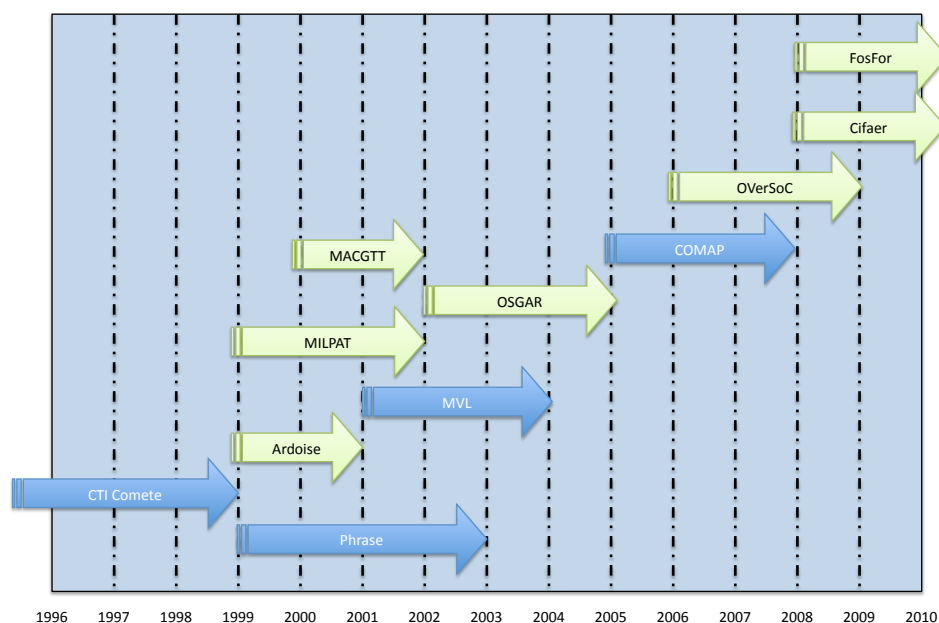 FosFor
Cifaer
OVerSoC
COMAP
MACGTT
OSGAR
MILPAT
MVL
Ardoise
CTI Comete
Phrase
1996 1997 1998 1999 2000 2001 2002 2003 2004 2005 2006 2007 2008 2009 2010